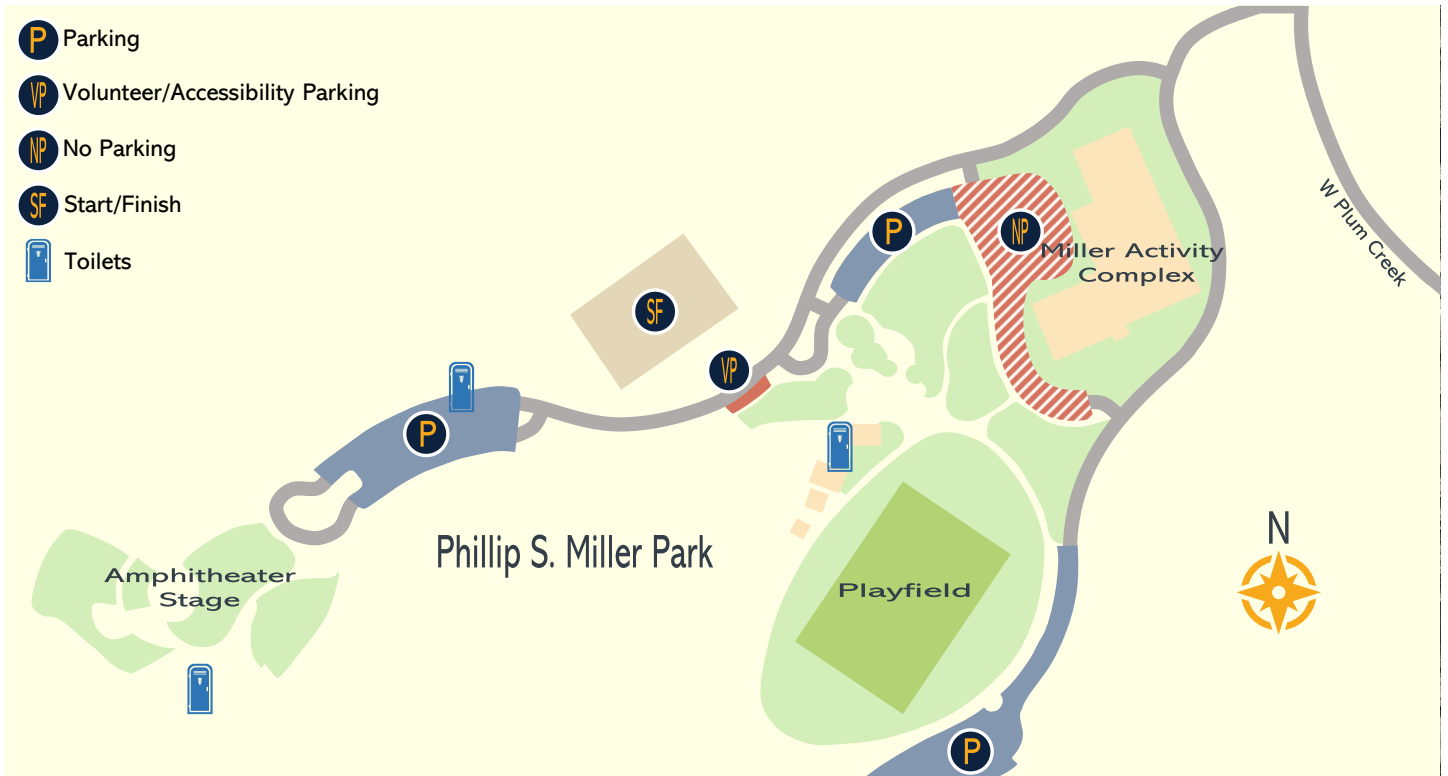 P Parking
VP Volunteer/Accessibility Parking
NP No Parking
SF Start/Finish
Toilets
W Plum Creek
P
NP
Miller Activity
Complex
SF
VP
P
Phillip S. Miller Park
N
Amphitheater
Stage
Playfield
P